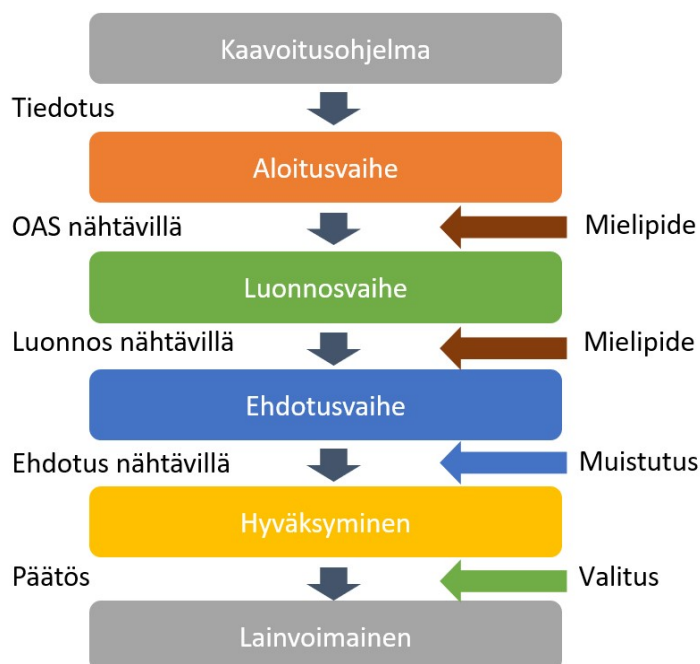 Kaavoitusohjelma
Tiedotus
Aloitusvaihe
OAS nähtävillä
Mielipide
Luonnosvaihe
Luonnos nähtävillä
Mielipide
Ehdotusvaihe
Ehdotus nähtävillä
Muistutus
Hyväksyminen
Päätös
Valitus
Lainvoimainen